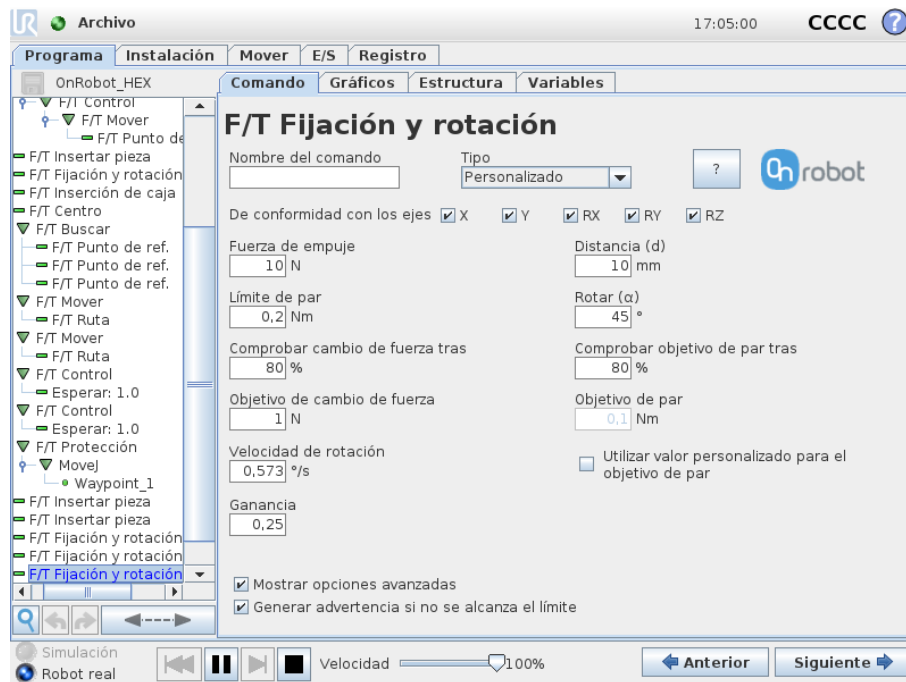 Archivo
17:05:00
CCCC
?
Programa Instalación Mover E/S Registro
OnRobot_HEX
Comando Gráficos Estructura Variables
F/T Control
F/T Mover
F/T Punto de
F/T Insertar pieza
F/T Fijación y rotación
F/T Inserción de caja
F/T Centro
F/T Buscar
F/T Punto de ref.
F/T Punto de ref.
F/T Punto de ref.
F/T Mover
F/T Ruta
F/T Mover
F/T Ruta
F/T Control
Esperar: 1.0
F/T Control
Esperar: 1.0
F/T Protección
MoveJ
Waypoint_1
F/T Insertar pieza
F/T Insertar pieza
F/T Fijación y rotación
F/T Fijación y rotación
F/T Fijación y rotación
F/T Fijación y rotación
Nombre del comando
Tipo
Personalizado
?
On robot
De conformidad con los ejes X Y RX RY RZ
Fuerza de empuje
10 N
Distancia (d)
10 mm
Límite de par
0,2 Nm
Rotar (α)
45 °
Comprobar cambio de fuerza tras
80 %
Comprobar objetivo de par tras
80 %
Objetivo de cambio de fuerza
1 N
Objetivo de par
0,1 Nm
Velocidad de rotación
0,573 °/s
Utilizar valor personalizado para el
objetivo de par
Ganancia
0,25
Mostrar opciones avanzadas
Generar advertencia si no se alcanza el límite
Simulación
Robot real
Velocidad 100%
Anterior
Siguiente